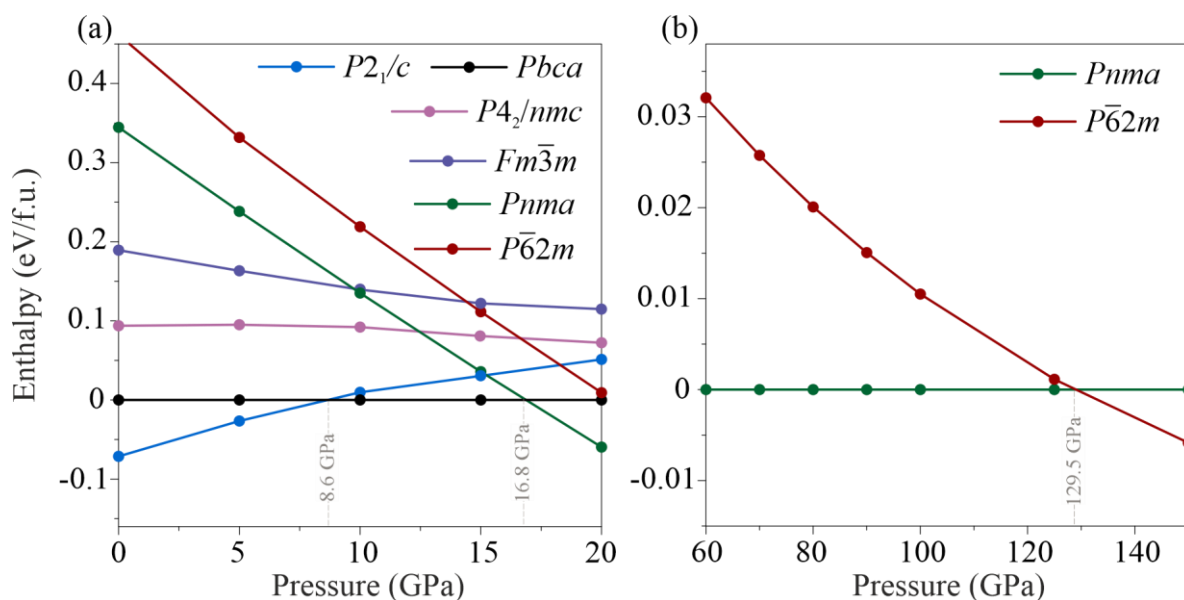 (a)
(b)
P2₁/c
Pbca
P4₂/nmc
Fm3̅m
Pnma
P6̅2m
Enthalpy (eV/f.u.)
0.4
0.3
0.2
0.1
0
-0.1
8.6 GPa
16.8 GPa
0
5
10
15
20
Pressure (GPa)
Pnma
P6̅2m
0.03
0.02
0.01
0
-0.01
129.5 GPa
60
80
100
120
140
Pressure (GPa)